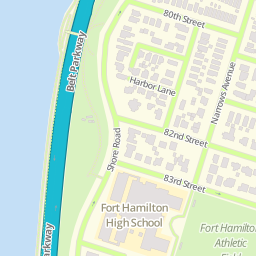 80th Street
Belt Parkway
Harbor Lane
Narrows Avenue
82nd Street
Shore Road
83rd Street
Fort Hamilton
High School
Fort Hamilton
Athletic
Parkway